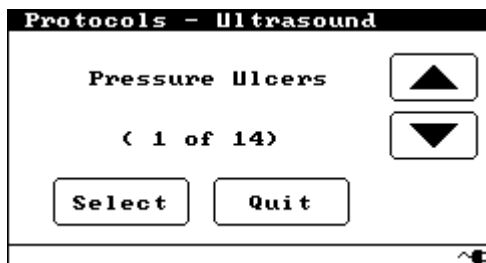 Protocols - Ultrasound
Pressure Ulcers
( 1 of 14)
Select Quit